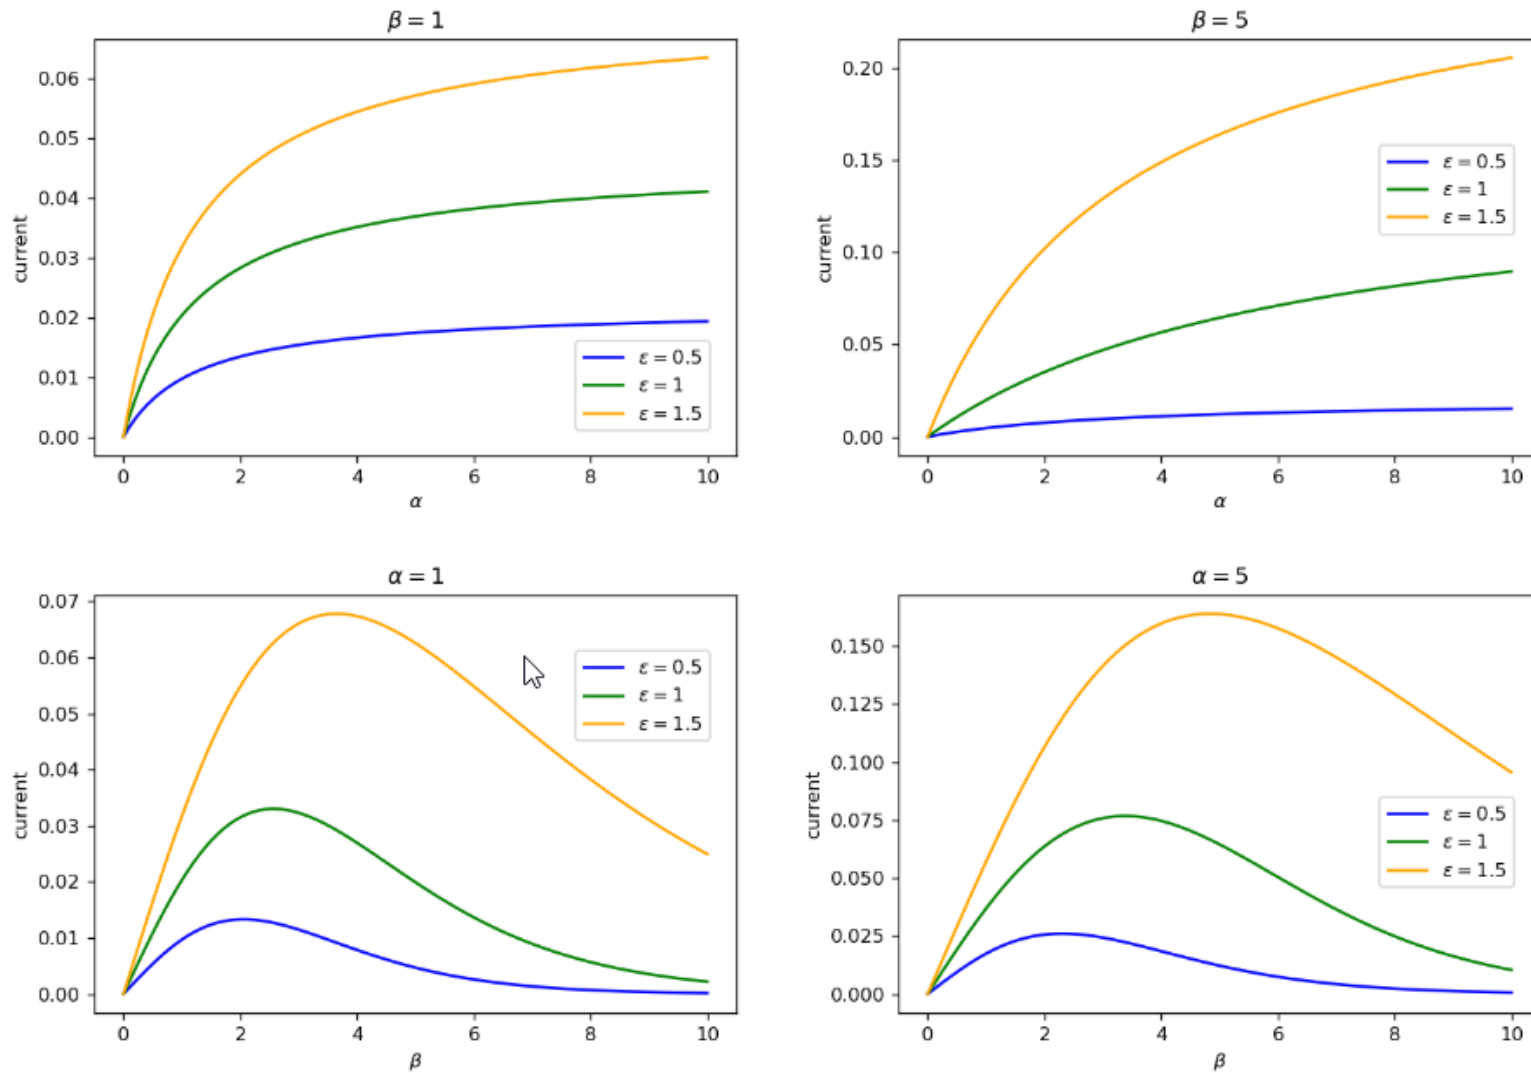 β = 1
0.06
0.05
0.04
0.03
0.02
0.01
0.00
current
ε = 0.5
ε = 1
ε = 1.5
0 2 4 6 8 10
α
β = 5
0.20
0.15
0.10
0.05
0.00
current
ε = 0.5
ε = 1
ε = 1.5
0 2 4 6 8 10
α
α = 1
0.07
0.06
0.05
0.04
0.03
0.02
0.01
0.00
current
ε = 0.5
ε = 1
ε = 1.5
0 2 4 6 8 10
β
α = 5
0.150
0.125
0.100
0.075
0.050
0.025
0.000
current
ε = 0.5
ε = 1
ε = 1.5
0 2 4 6 8 10
β